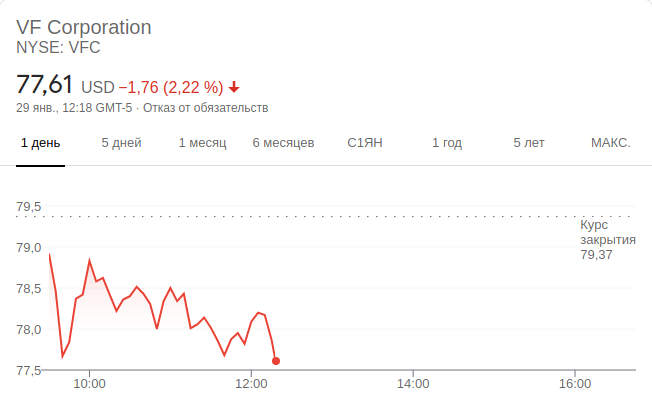 VF Corporation
NYSE: VFC
77,61 USD −1,76 (2,22 %)
29 янв., 12:18 GMT-5 · Отказ от обязательств
1 день 5 дней 1 месяц 6 месяцев С1ЯН 1 год 5 лет МАКС.
79,5
Курс
закрытия
79,37
79,0
78,5
78,0
77,5
10:00 12:00 14:00 16:00